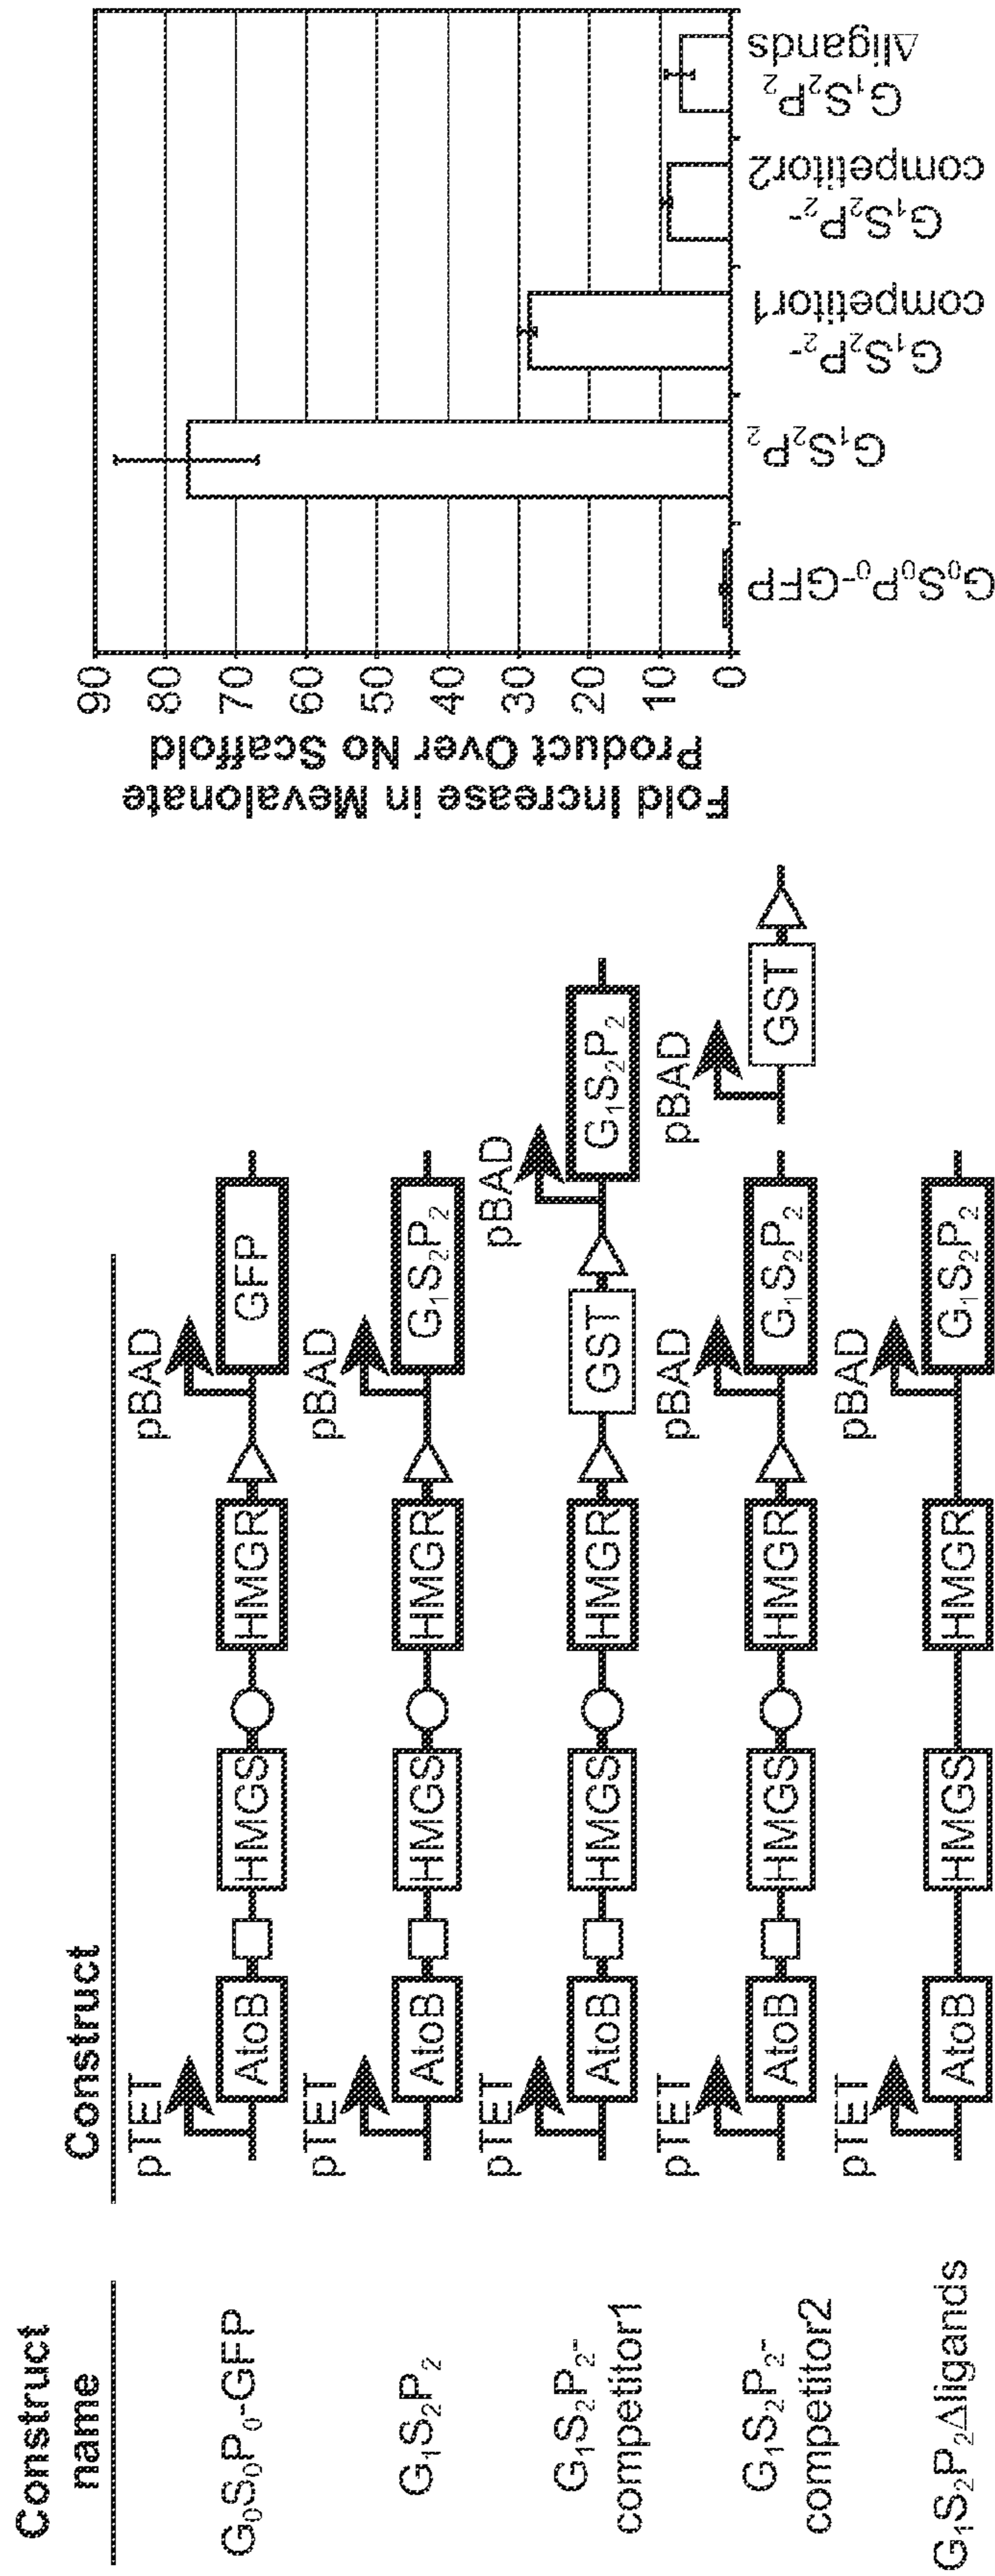 Construct
name
Construct
G₀S₀P₀-GFP
pTET
AtoB
HMGS
HMGR
pBAD
GFP
G₁S₂P₂
pTET
AtoB
HMGS
HMGR
pBAD
G₁S₂P₂
G₁S₂P₂-
competitor1
pTET
AtoB
HMGS
HMGR
GST
pBAD
G₁S₂P₂
G₁S₂P₂-
competitor2
pTET
AtoB
HMGS
HMGR
pBAD
G₁S₂P₂
pBAD
GST
G₁S₂P₂Δligands
pTET
AtoB
HMGS
HMGR
pBAD
G₁S₂P₂
Fold Increase in Mevalonate
Product Over No Scaffold
90
80
70
60
50
40
30
20
10
0
G₀S₀P₀-GFP
G₁S₂P₂
G₁S₂P₂-
competitor1
G₁S₂P₂-
competitor2
G₁S₂P₂
Δligands